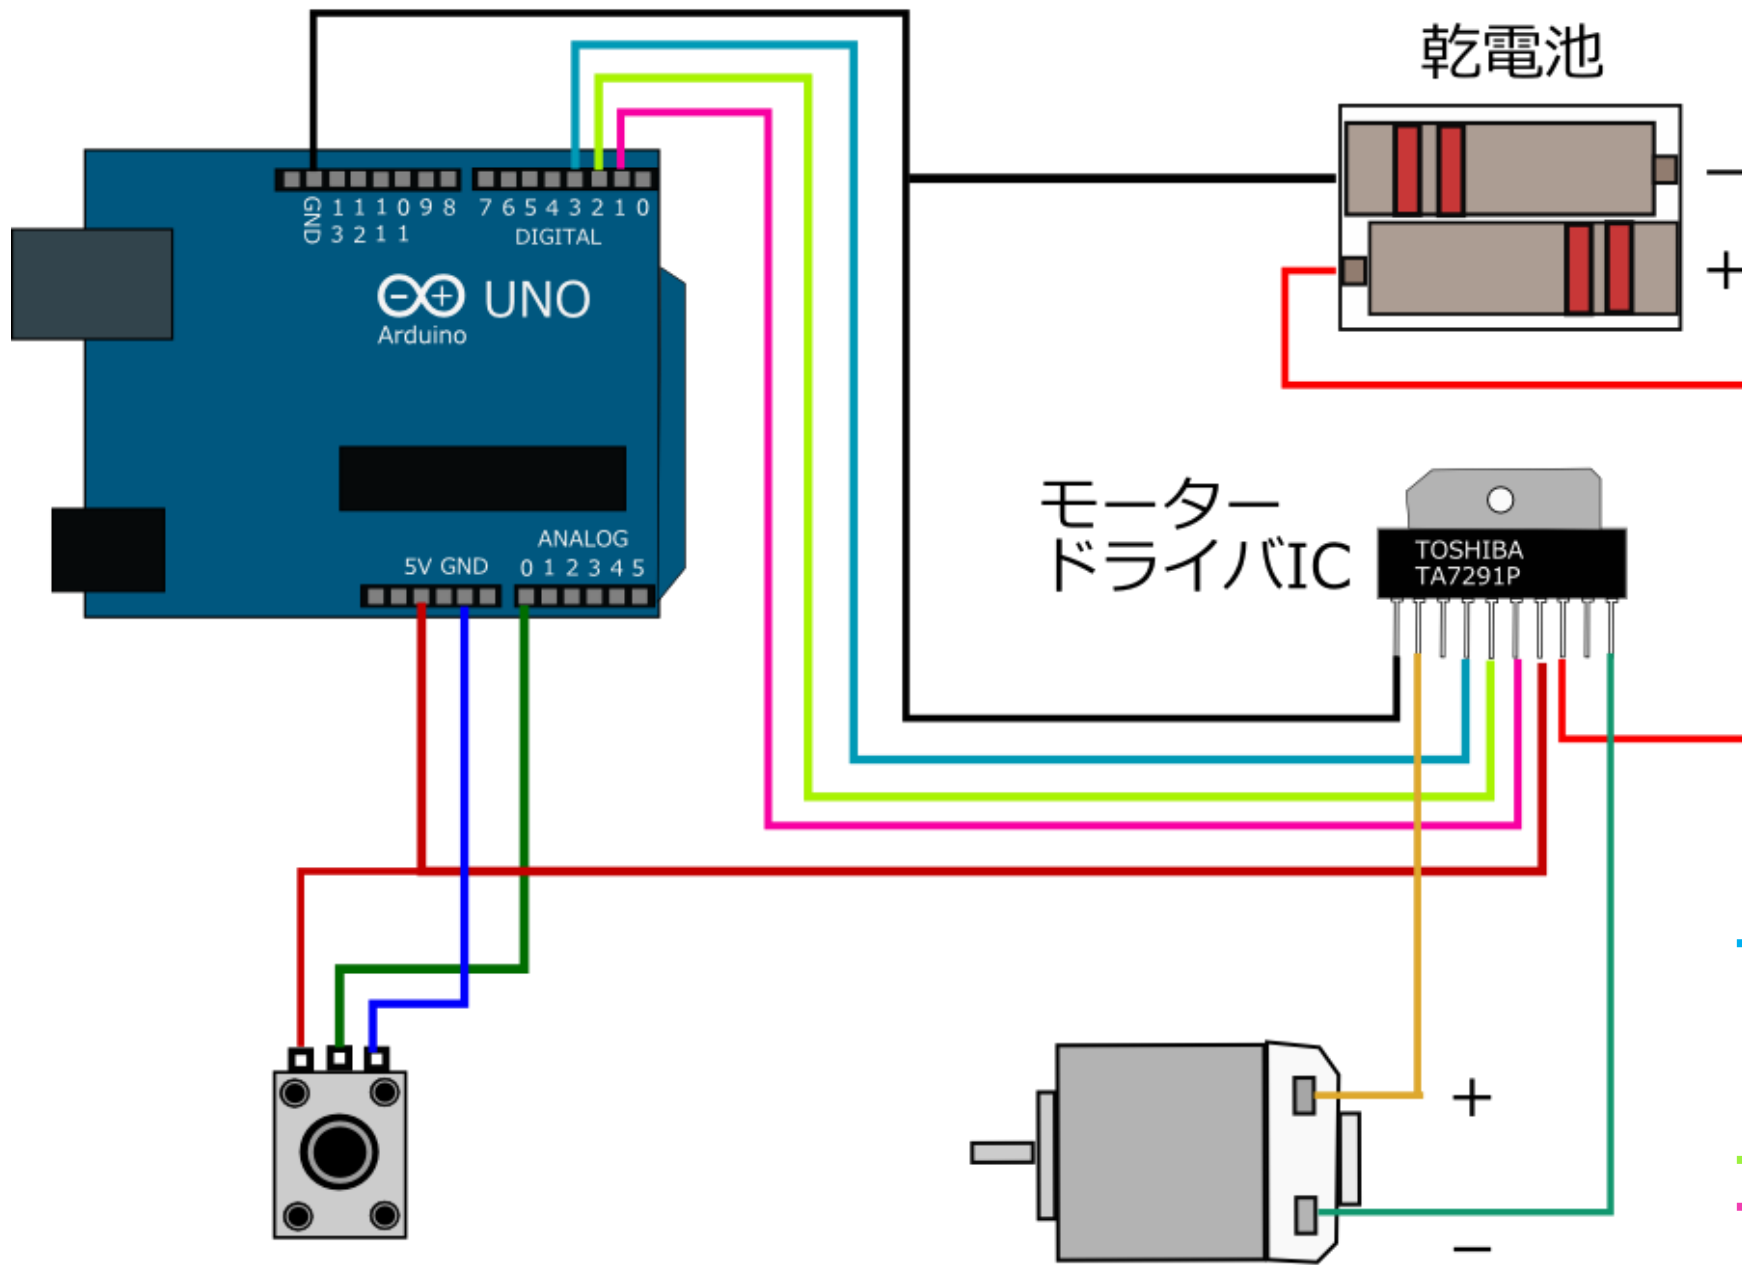 乾電池
−
+
GND
1 1 1 0 9 8
3 2 1 1
7 6 5 4 3 2 1 0
DIGITAL
UNO
Arduino
ANALOG
5V GND
0 1 2 3 4 5
モーター
ドライバIC
TOSHIBA
TA7291P
+
−